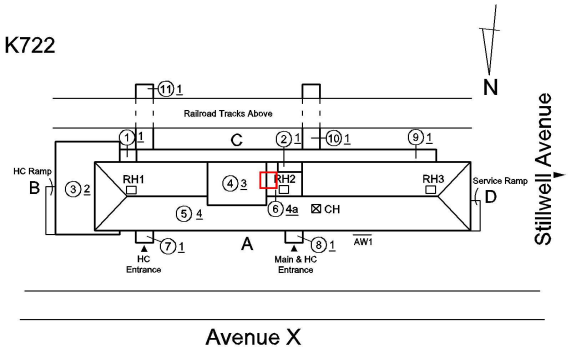 K722
N
11 1
Railroad Tracks Above
1 1
C
2 1
10 1
9 1
HC Ramp
B
3 2
RH1
4 3
RH2
RH3
Service Ramp
D
Stillwell Avenue
5 4
6 4a
CH
7 1
A
8 1
AW1
HC
Entrance
Main & HC
Entrance
Avenue X